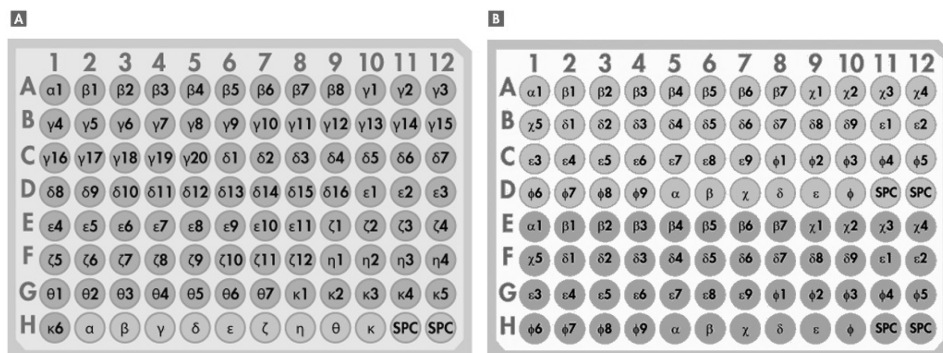 A
1 2 3 4 5 6 7 8 9 10 11 12
A α1 β1 β2 β3 β4 β5 β6 β7 β8 γ1 γ2 γ3
B γ4 γ5 γ6 γ7 γ8 γ9 γ10 γ11 γ12 γ13 γ14 γ15
C γ16 γ17 γ18 γ19 γ20 δ1 δ2 δ3 δ4 δ5 δ6 δ7
D δ8 δ9 δ10 δ11 δ12 δ13 δ14 δ15 δ16 ε1 ε2 ε3
E ε4 ε5 ε6 ε7 ε8 ε9 ε10 ε11 ζ1 ζ2 ζ3 ζ4
F ζ5 ζ6 ζ7 ζ8 ζ9 ζ10 ζ11 ζ12 η1 η2 η3 η4
G θ1 θ2 θ3 θ4 θ5 θ6 θ7 κ1 κ2 κ3 κ4 κ5
H κ6 α β γ δ ε ζ η θ κ SPC SPC
B
1 2 3 4 5 6 7 8 9 10 11 12
A α1 β1 β2 β3 β4 β5 β6 β7 χ1 χ2 χ3 χ4
B χ5 δ1 δ2 δ3 δ4 δ5 δ6 δ7 δ8 δ9 ε1 ε2
C ε3 ε4 ε5 ε6 ε7 ε8 ε9 ϕ1 ϕ2 ϕ3 ϕ4 ϕ5
D ϕ6 ϕ7 ϕ8 ϕ9 α β χ δ ε ϕ SPC SPC
E α1 β1 β2 β3 β4 β5 β6 β7 χ1 χ2 χ3 χ4
F χ5 δ1 δ2 δ3 δ4 δ5 δ6 δ7 δ8 δ9 ε1 ε2
G ε3 ε4 ε5 ε6 ε7 ε8 ε9 ϕ1 ϕ2 ϕ3 ϕ4 ϕ5
H ϕ6 ϕ7 ϕ8 ϕ9 α β χ δ ε ϕ SPC SPC